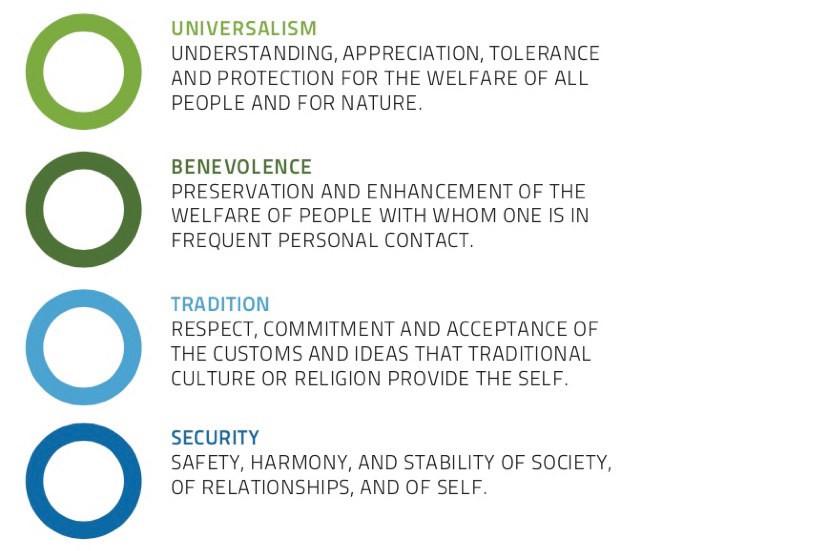 UNIVERSALISM
UNDERSTANDING, APPRECIATION, TOLERANCE
AND PROTECTION FOR THE WELFARE OF ALL
PEOPLE AND FOR NATURE.
BENEVOLENCE
PRESERVATION AND ENHANCEMENT OF THE
WELFARE OF PEOPLE WITH WHOM ONE IS IN
FREQUENT PERSONAL CONTACT.
TRADITION
RESPECT, COMMITMENT AND ACCEPTANCE OF
THE CUSTOMS AND IDEAS THAT TRADITIONAL
CULTURE OR RELIGION PROVIDE THE SELF.
SECURITY
SAFETY, HARMONY, AND STABILITY OF SOCIETY,
OF RELATIONSHIPS, AND OF SELF.